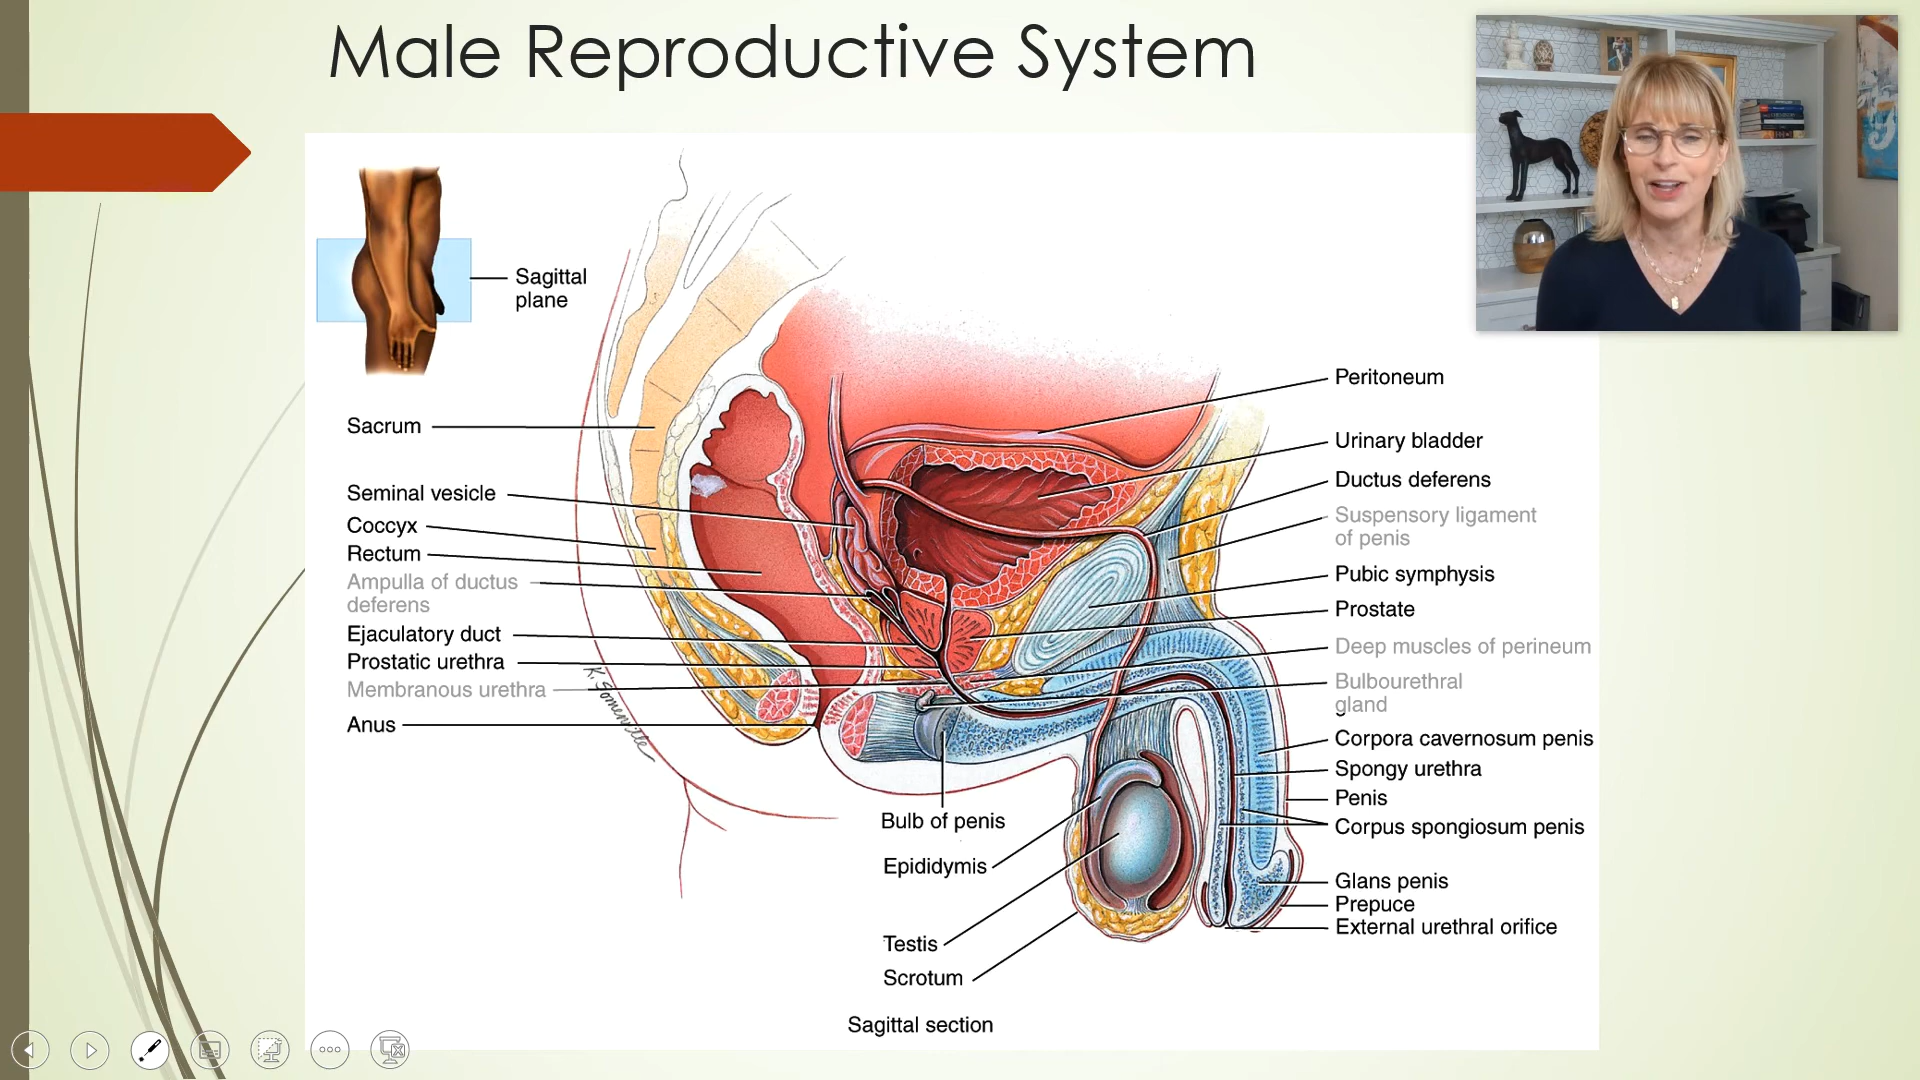 Male Reproductive System
Sagittal
plane
Sacrum
Seminal vesicle
Coccyx
Rectum
Ampulla of ductus
deferens
Ejaculatory duct
Prostatic urethra
Membranous urethra
Anus
K. Somerville
Peritoneum
Urinary bladder
Ductus deferens
Suspensory ligament
of penis
Pubic symphysis
Prostate
Deep muscles of perineum
Bulbourethral
gland
Corpora cavernosum penis
Spongy urethra
Penis
Corpus spongiosum penis
Glans penis
Prepuce
External urethral orifice
Bulb of penis
Epididymis
Testis
Scrotum
Sagittal section